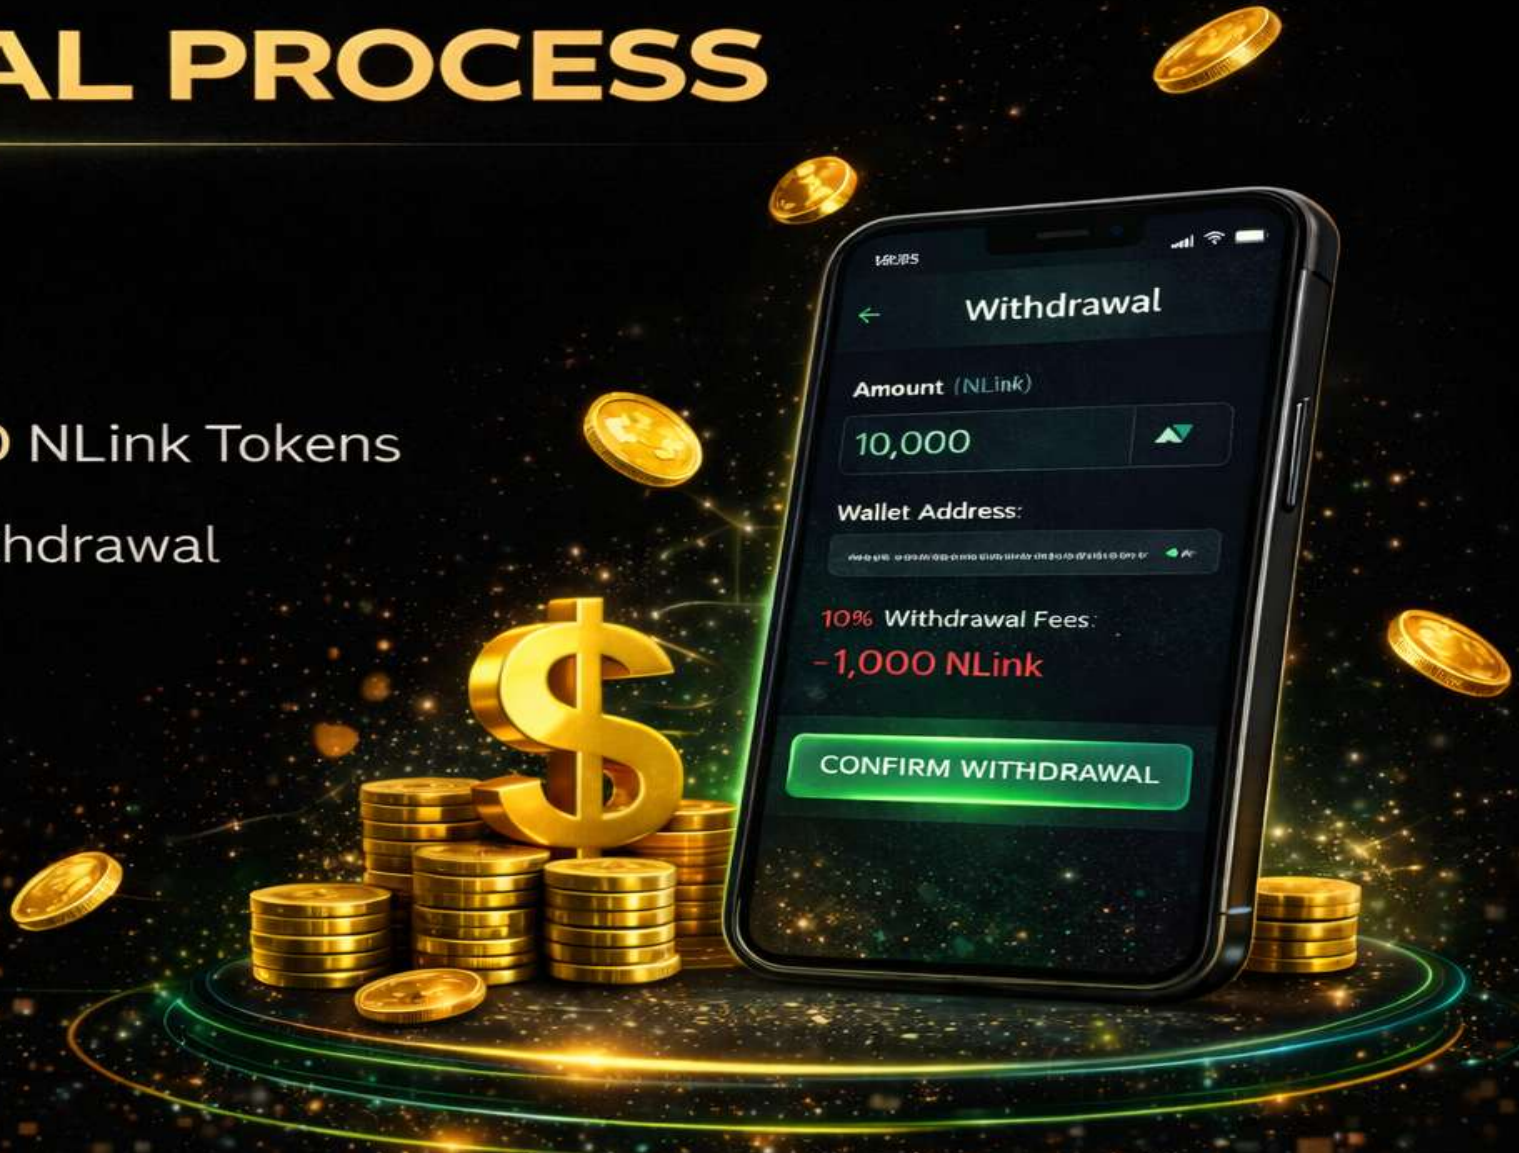 AL PROCESS
NLink Tokens
hdrawal
Withdrawal
Amount (NLink)
10,000
Wallet Address:
10% Withdrawal Fees:
-1,000 NLink
CONFIRM WITHDRAWAL